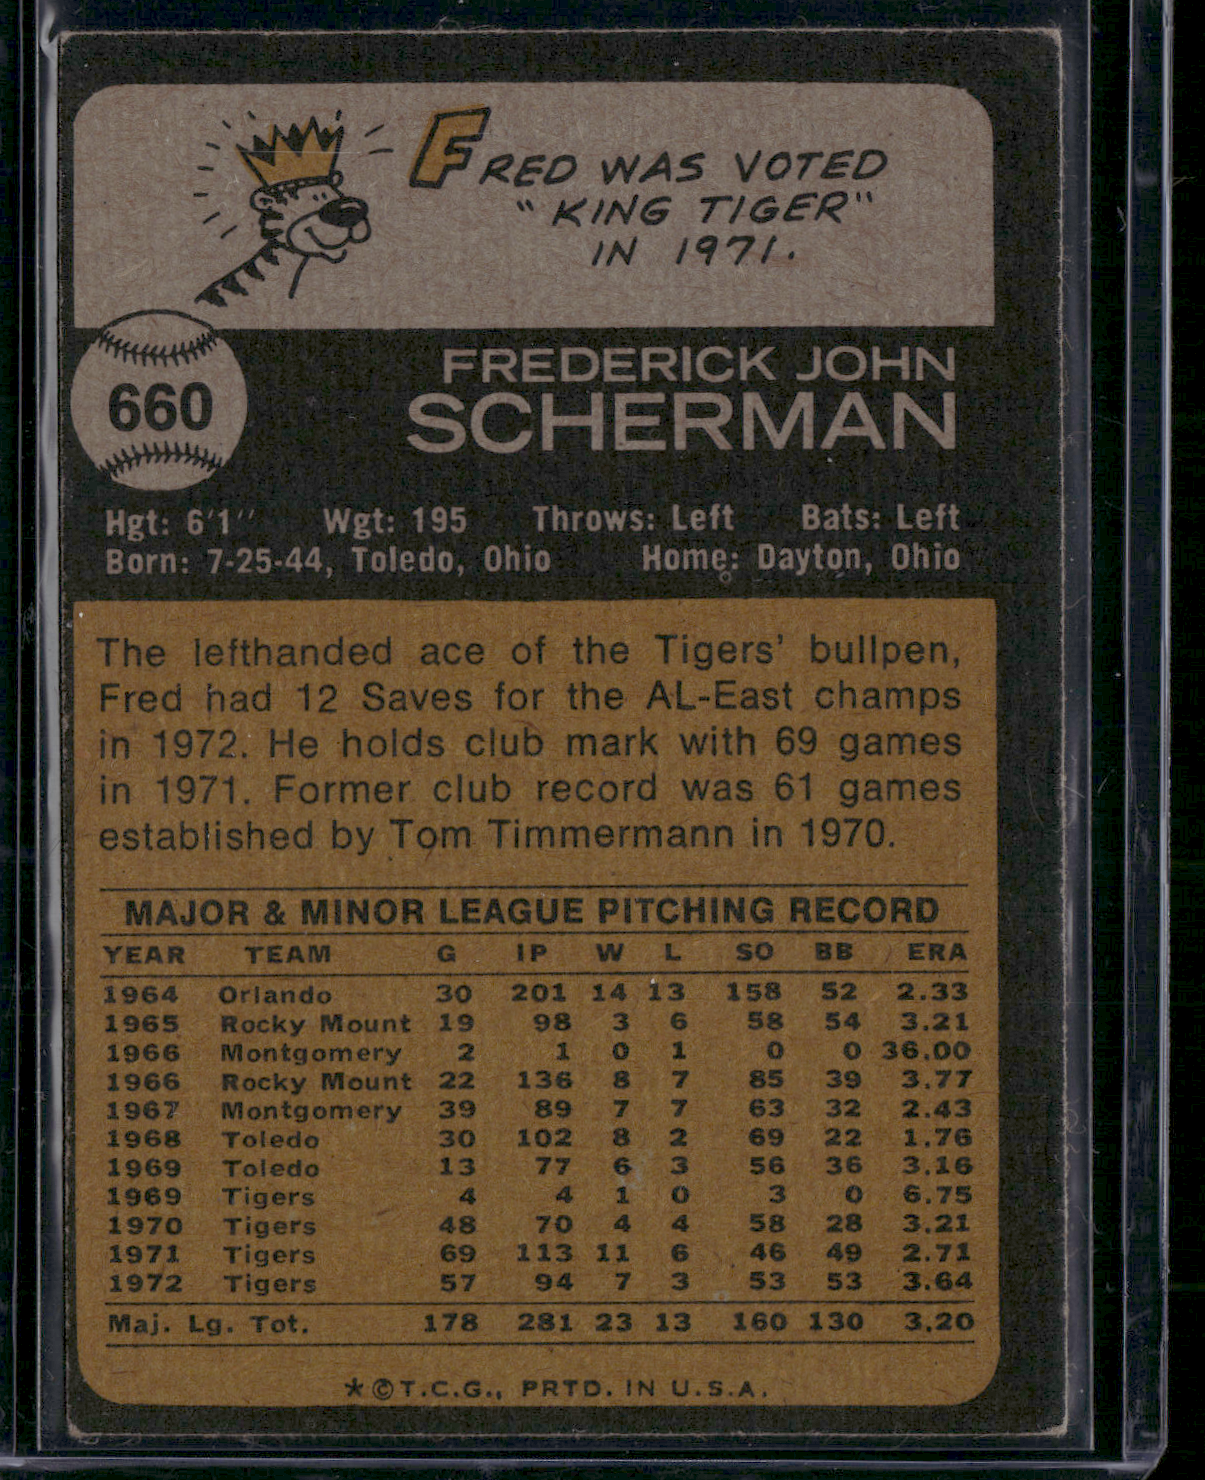 FRED WAS VOTED
"KING TIGER"
IN 1971.
660
FREDERICK JOHN
SCHERMAN
Hgt: 6'1" Wgt: 195 Throws: Left Bats: Left
Born: 7-25-44, Toledo, Ohio Home: Dayton, Ohio
The lefthanded ace of the Tigers' bullpen,
Fred had 12 Saves for the AL-East champs
in 1972. He holds club mark with 69 games
in 1971. Former club record was 61 games
established by Tom Timmermann in 1970.
MAJOR & MINOR LEAGUE PITCHING RECORD
YEAR TEAM G IP W L SO BB ERA
1964 Orlando 30 201 14 13 158 52 2.33
1965 Rocky Mount 19 98 3 6 58 54 3.21
1966 Montgomery 2 1 0 1 0 0 36.00
1966 Rocky Mount 22 136 8 7 85 39 3.77
1967 Montgomery 39 89 7 7 63 32 2.43
1968 Toledo 30 102 8 2 69 22 1.76
1969 Toledo 13 77 6 3 56 36 3.16
1969 Tigers 4 4 1 0 3 0 6.75
1970 Tigers 48 70 4 4 58 28 3.21
1971 Tigers 69 113 11 6 46 49 2.71
1972 Tigers 57 94 7 3 53 53 3.64
Maj. Lg. Tot. 178 281 23 13 160 130 3.20
*©T.C.G., PRTD. IN U.S.A.